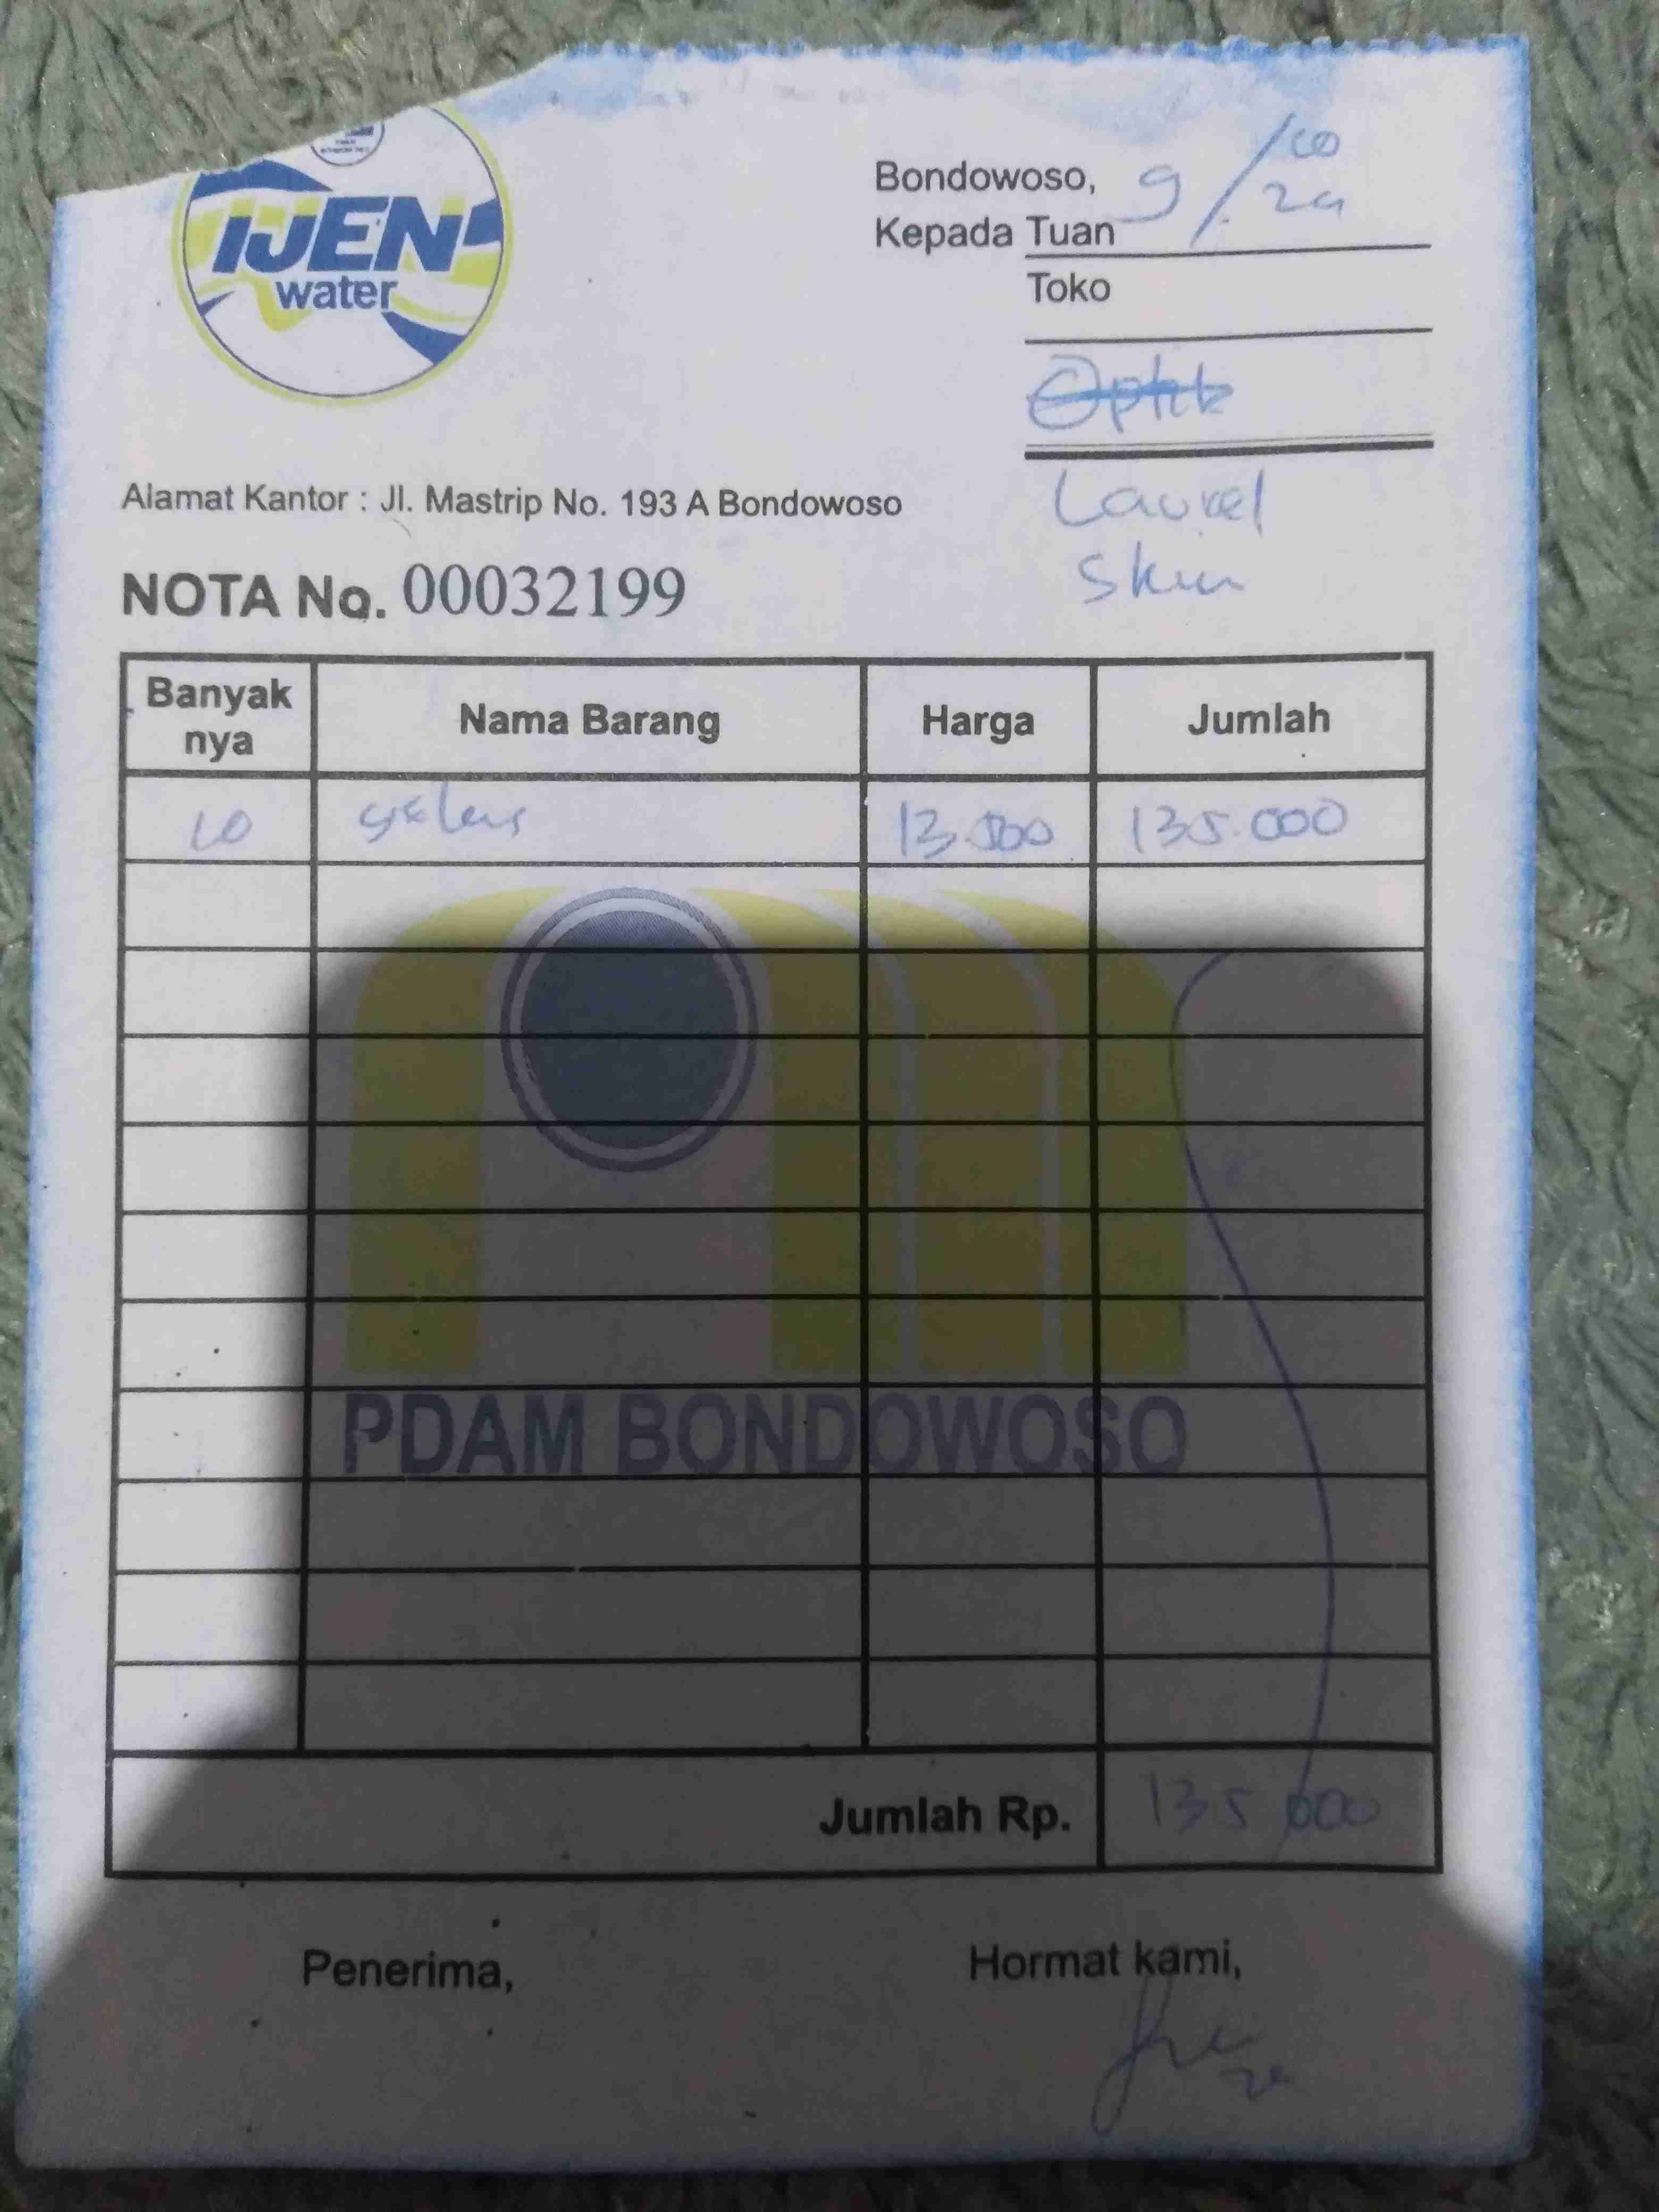 IJEN
water
Bondowoso, 9/10 24
Kepada Tuan
Toko
Optik
Laurel
Skin
Alamat Kantor : Jl. Mastrip No. 193 A Bondowoso
NOTA No. 00032199
Banyak nya Nama Barang Harga Jumlah
10 13.500 135.000
PDAM BONDOWOSO
Jumlah Rp. 135.000
Penerima, Hormat kami,